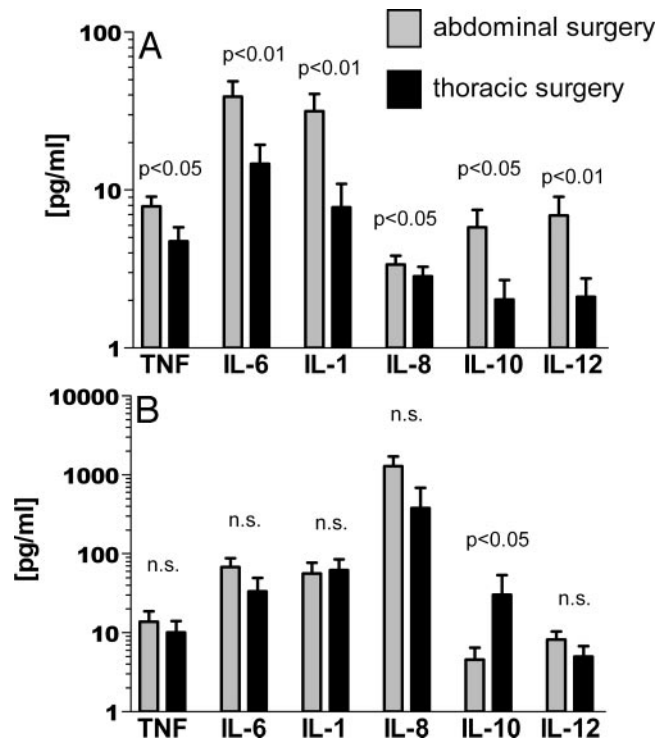 A
abdominal surgery
thoracic surgery
[pg/ml]
100
10
1
p<0.05
p<0.01
p<0.01
p<0.05
p<0.05
p<0.01
TNF IL-6 IL-1 IL-8 IL-10 IL-12
B
[pg/ml]
10000
1000
100
10
1
n.s.
n.s.
n.s.
n.s.
p<0.05
n.s.
TNF IL-6 IL-1 IL-8 IL-10 IL-12